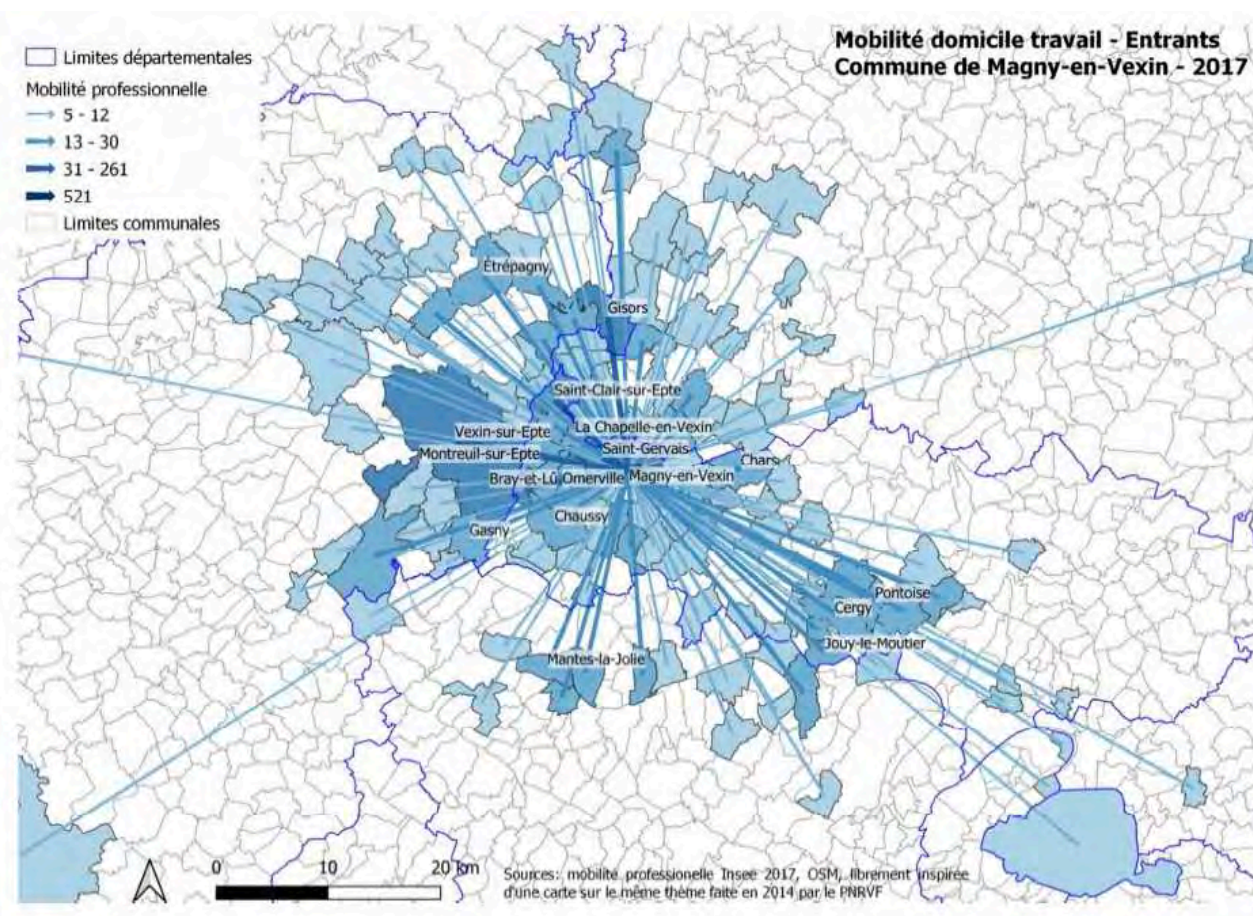 Mobilité domicile travail - Entrants
Commune de Magny-en-Vexin - 2017
Limites départementales
Mobilité professionnelle
5 - 12
13 - 30
31 - 261
521
Limites communales
Étrépagny
Gisors
Saint-Clair-sur-Epte
Vexin-sur-Epte
La Chapelle-en-Vexin
Saint-Gervais
Montreuil-sur-Epte
Chars
Bray-et-Lû
Omerville
Magny-en-Vexin
Chaussy
Gasny
Pontoise
Cergy
Jouy-le-Moutier
Mantes-la-Jolie
0
10
20 km
Sources: mobilité professionelle Insee 2017, OSM, librement inspirée
d'une carte sur le même thème faite en 2014 par le PNRVF